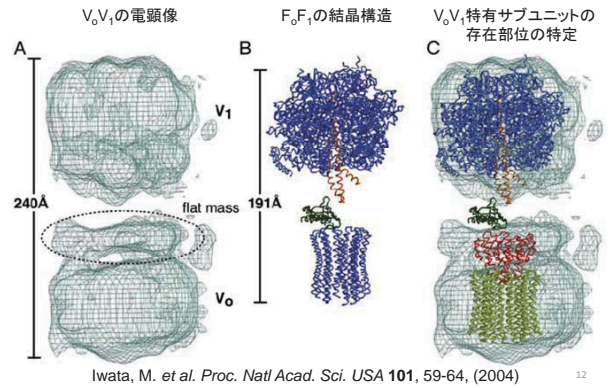 VₒV₁の電顕像
FₒF₁の結晶構造
VₒV₁特有サブユニットの
存在部位の特定
A
B
C
V₁
240Å
191Å
flat mass
Vₒ
Iwata, M. et al. Proc. Natl Acad. Sci. USA 101, 59-64, (2004)
12